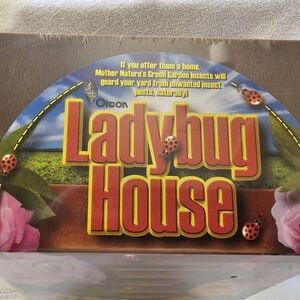 If you offer them a home,
Mother Nature's Green Garden Insects will
guard your yard from unwanted insect
pests, naturally!
Orcon
Ladybug
House